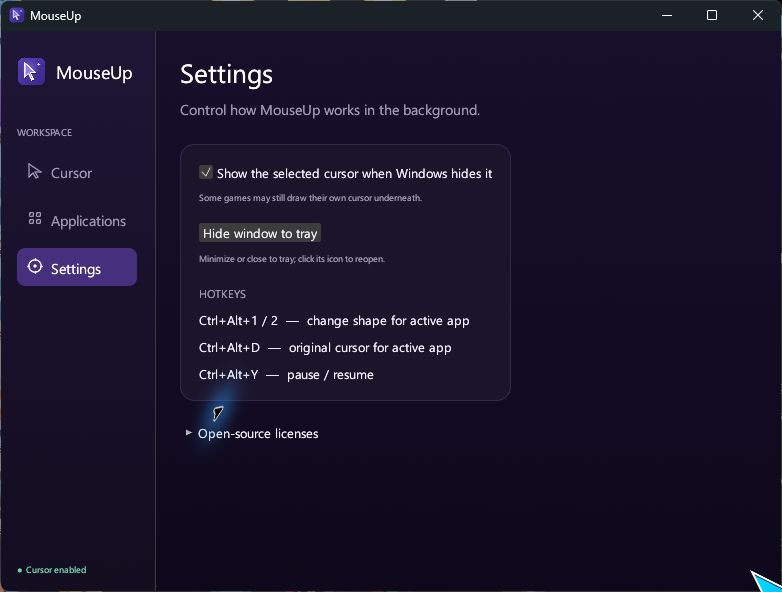 MouseUp
MouseUp
WORKSPACE
Cursor
Applications
Settings
Cursor enabled
Settings
Control how MouseUp works in the background.
Show the selected cursor when Windows hides it
Some games may still draw their own cursor underneath.
Hide window to tray
Minimize or close to tray; click its icon to reopen.
HOTKEYS
Ctrl+Alt+1 / 2 — change shape for active app
Ctrl+Alt+D — original cursor for active app
Ctrl+Alt+Y — pause / resume
Open-source licenses